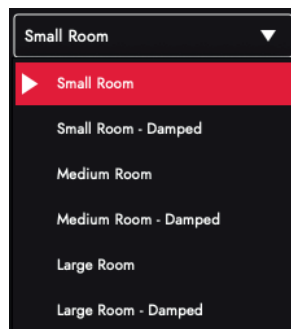 Small Room
Small Room
Small Room - Damped
Medium Room
Medium Room - Damped
Large Room
Large Room - Damped